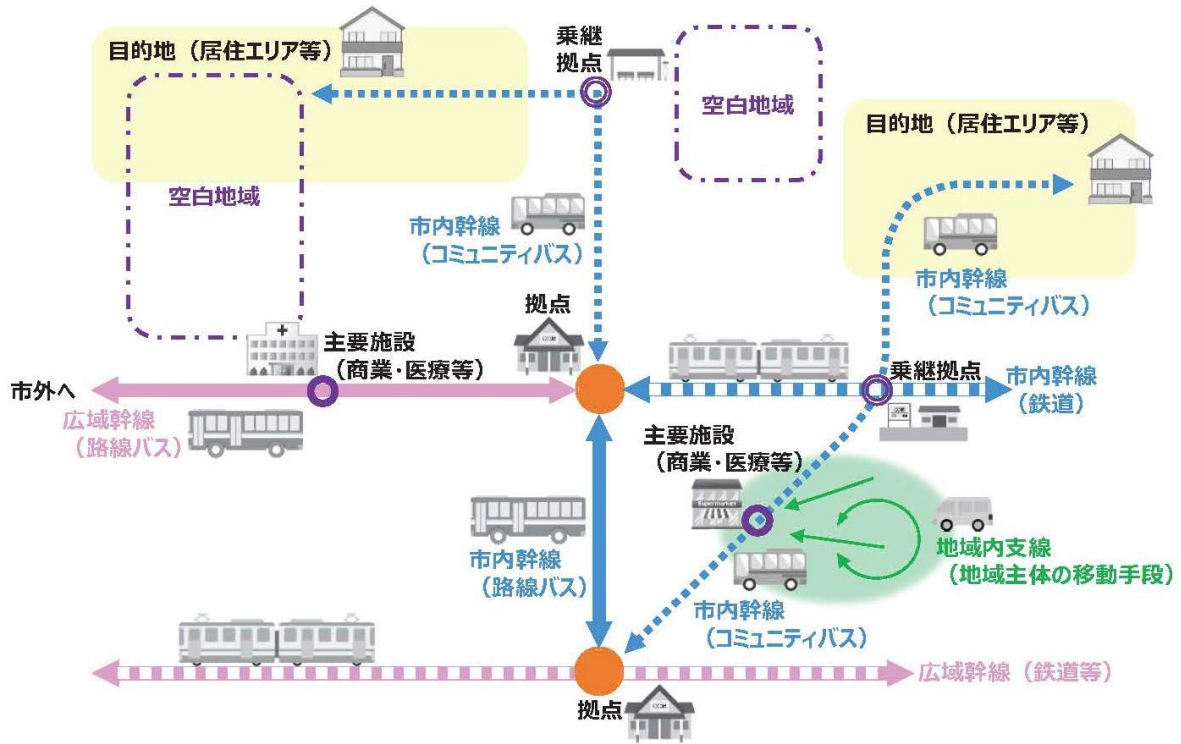 目的地（居住エリア等）
乗継
拠点
空白地域
目的地（居住エリア等）
空白地域
市内幹線
（コミュニティバス）
市内幹線
（コミュニティバス）
拠点
主要施設
（商業・医療等）
乗継拠点
市内幹線
（鉄道）
市外へ
広域幹線
（路線バス）
主要施設
（商業・医療等）
Supermarket
地域内支線
（地域主体の移動手段）
市内幹線
（路線バス）
市内幹線
（コミュニティバス）
広域幹線（鉄道等）
拠点